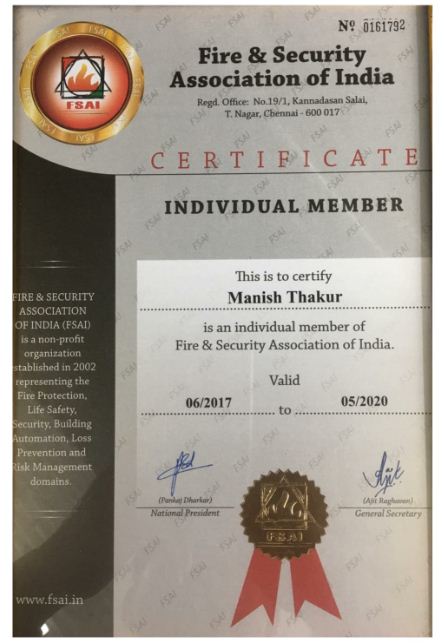 Nº 0161792
FSAI
Fire & Security
Association of India
Regd. Office: No.19/1, Kannadasan Salai,
T. Nagar, Chennai - 600 017
CERTIFICATE
INDIVIDUAL MEMBER
This is to certify
Manish Thakur
is an individual member of
Fire & Security Association of India.
Valid
06/2017 to 05/2020
FIRE & SECURITY
ASSOCIATION
OF INDIA (FSAI)
is a non-profit
organization
stablished in 2002
representing the
Fire Protection,
Life Safety,
Security, Building
Automation, Loss
Prevention and
Risk Management
domains.
(Pankaj Dharkar)
National President
(Ajit Raghavan)
General Secretary
FSAI
www.fsai.in